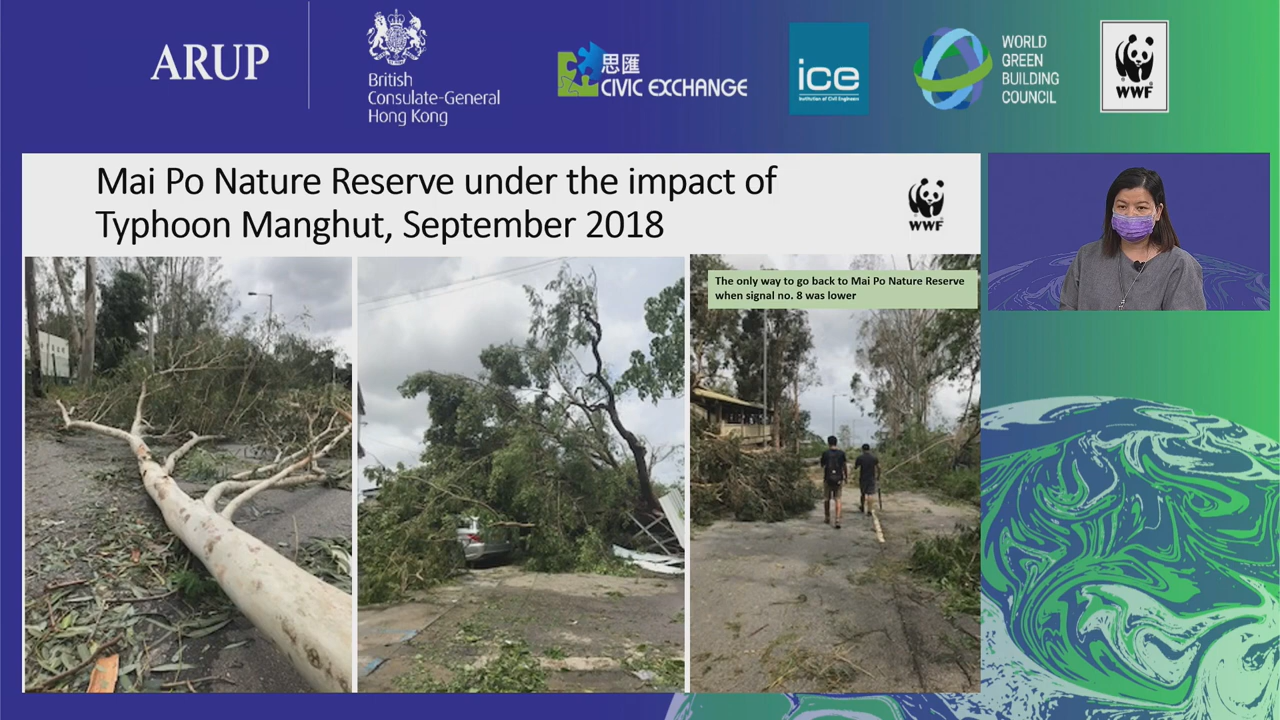 ARUP
British
Consulate-General
Hong Kong
思匯
CIVIC EXCHANGE
ice
Institution of Civil Engineers
WORLD
GREEN
BUILDING
COUNCIL
WWF
Mai Po Nature Reserve under the impact of
Typhoon Manghut, September 2018
WWF
The only way to go back to Mai Po Nature Reserve
when signal no. 8 was lower